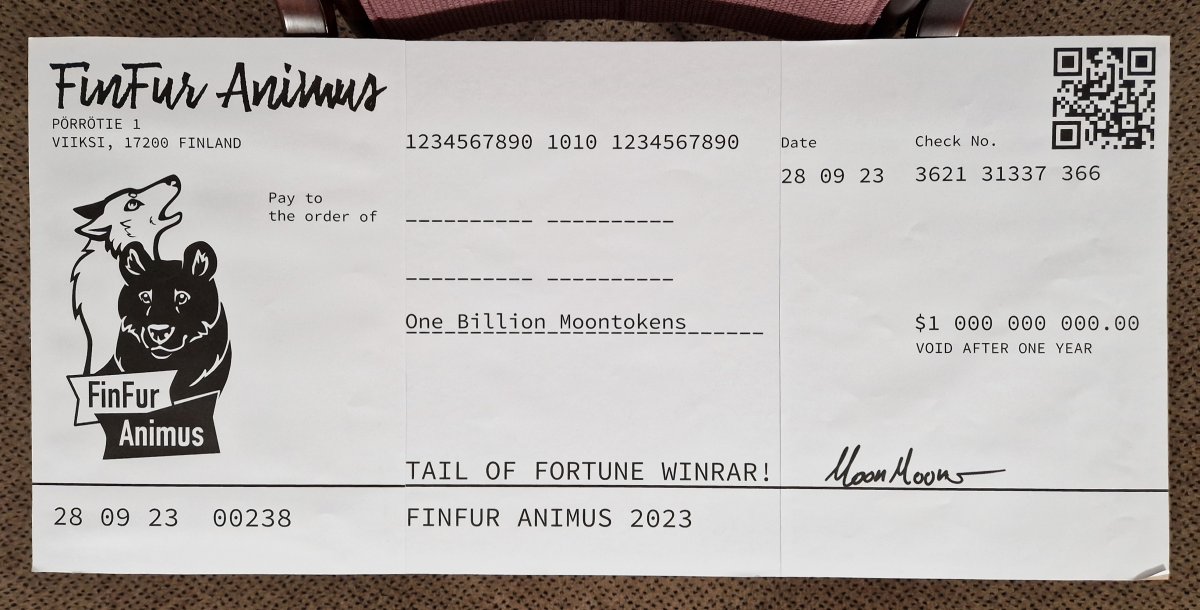 FinFur Animus
PÖRRÖTIE 1
VIIKSI, 17200 FINLAND
1234567890 1010 1234567890
Date
Check No.
28 09 23
3621 31337 366
Pay to
the order of
One Billion Moontokens
$1 000 000 000.00
VOID AFTER ONE YEAR
FinFur
Animus
TAIL OF FORTUNE WINRAR!
MoonMoon
28 09 23 00238
FINFUR ANIMUS 2023